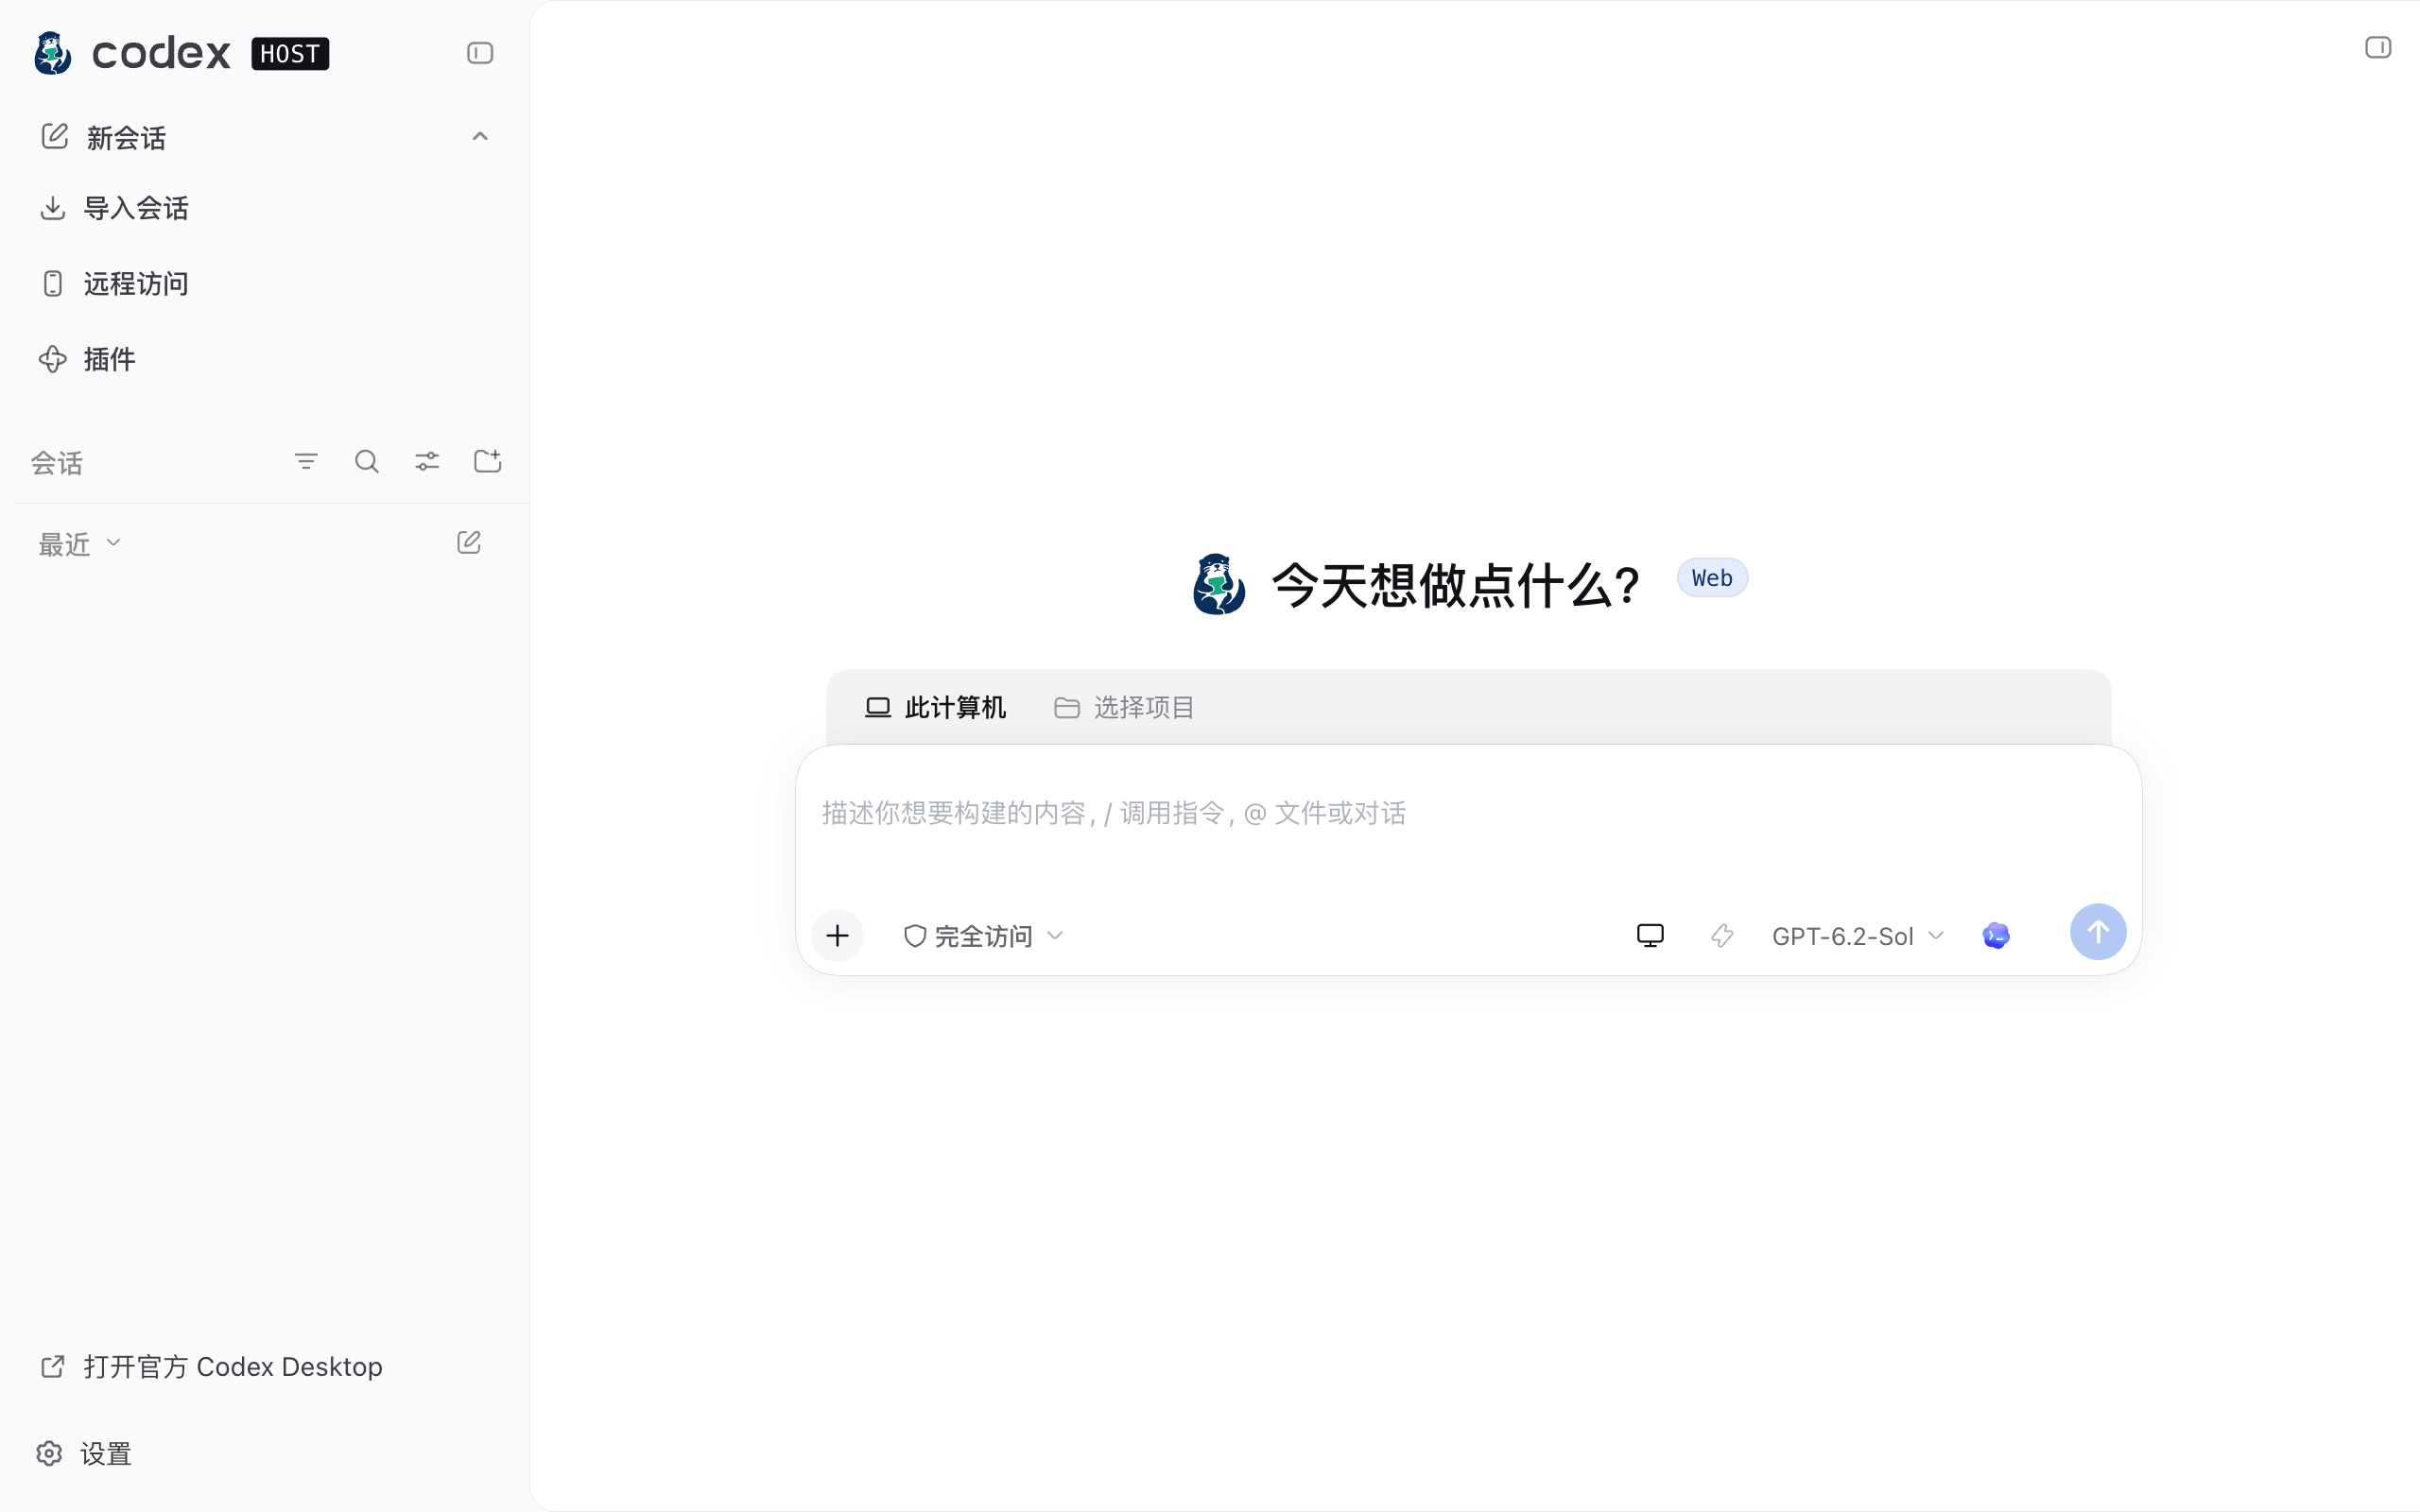 codex HOST
新会话
导入会话
远程访问
插件
会话
最近
打开官方 Codex Desktop
设置
今天想做点什么? Web
此计算机 选择项目
描述你想要构建的内容, / 调用指令, @ 文件或对话
完全访问 GPT-6.2-Sol